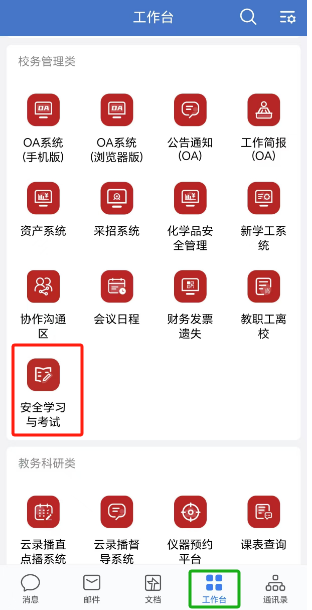 工作台
校务管理类
OA系统
(手机版)
OA系统
(浏览器版)
公告通知
(OA)
工作简报
(OA)
资产系统
采招系统
化学品安
全管理
新学工系
统
协作沟通
区
会议日程
财务发票
遗失
教职工离
校
安全学习
与考试
教务科研类
云录播直
点播系统
云录播督
导系统
仪器预约
平台
课表查询
消息
邮件
文档
工作台
通讯录